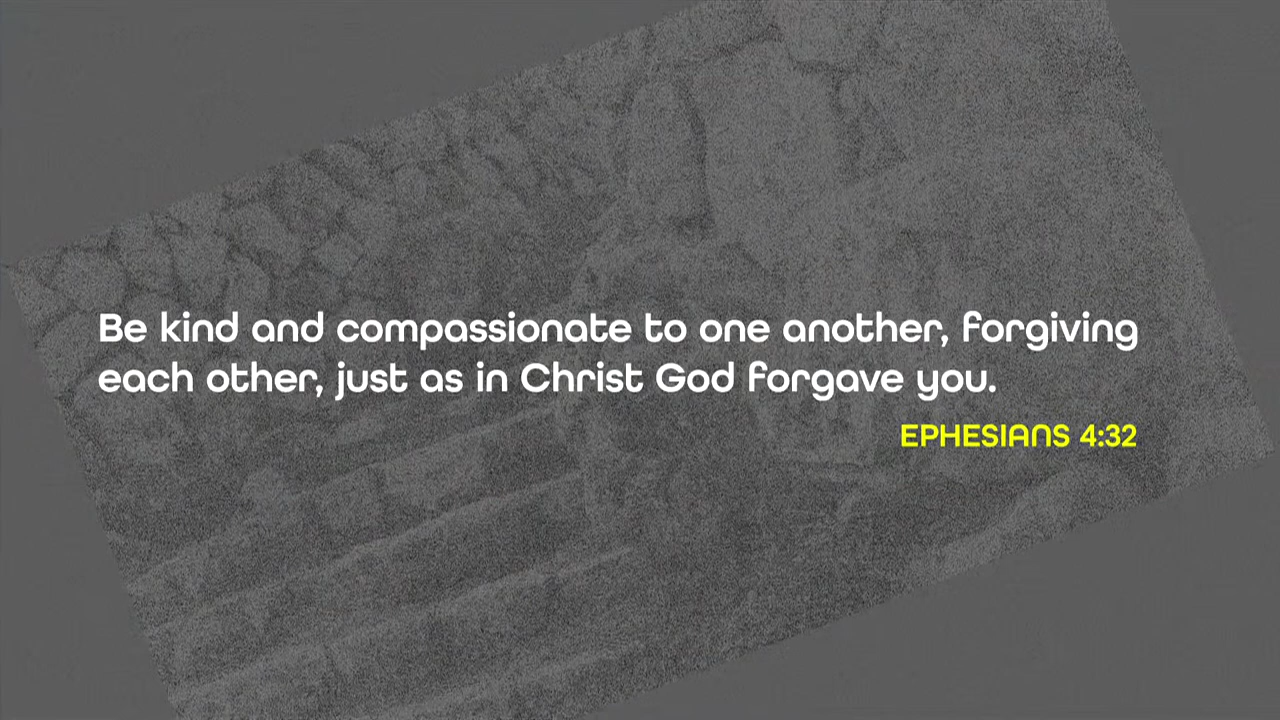 Be kind and compassionate to one another, forgiving
each other, just as in Christ God forgave you.
EPHESIANS 4:32